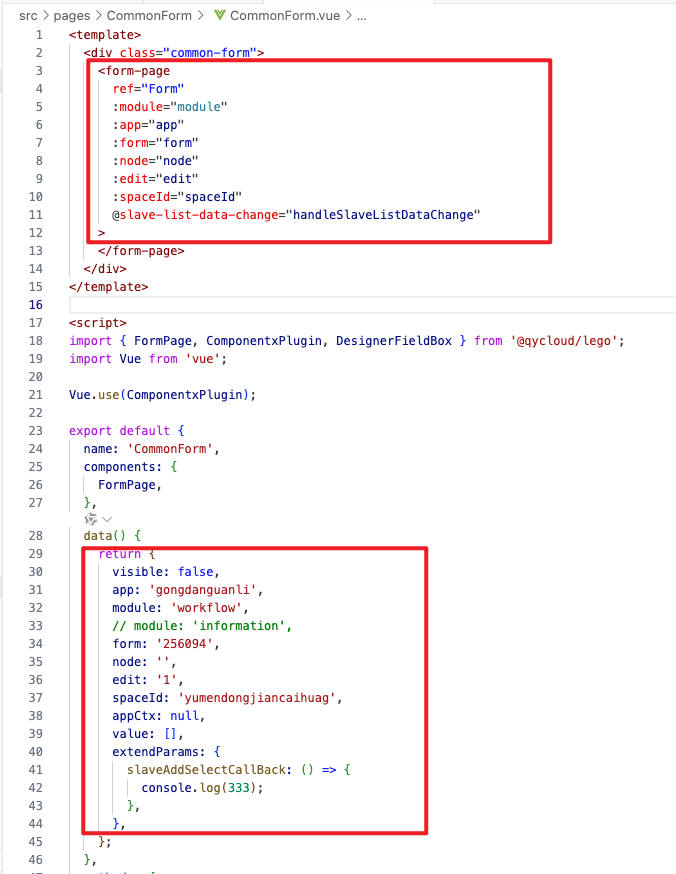 src > pages > CommonForm > CommonForm.vue > ...
1 <template>
2 <div class="common-form">
3 <form-page
4 ref="Form"
5 :module="module"
6 :app="app"
7 :form="form"
8 :node="node"
9 :edit="edit"
10 :spaceId="spaceId"
11 @slave-list-data-change="handleSlaveListDataChange"
12 >
13 </form-page>
14 </div>
15 </template>
16
17 <script>
18 import { FormPage, ComponentxPlugin, DesignerFieldBox } from '@qycloud/lego';
19 import Vue from 'vue';
20
21 Vue.use(ComponentxPlugin);
22
23 export default {
24 name: 'CommonForm',
25 components: {
26 FormPage,
27 },
28 data() {
29 return {
30 visible: false,
31 app: 'gongdanguanli',
32 module: 'workflow',
33 // module: 'information',
34 form: '256094',
35 node: '',
36 edit: '1',
37 spaceId: 'yumendongjiancaihuag',
38 appCtx: null,
39 value: [],
40 extendParams: {
41 slaveAddSelectCallBack: () => {
42 console.log(333);
43 },
44 },
45 };
46 },